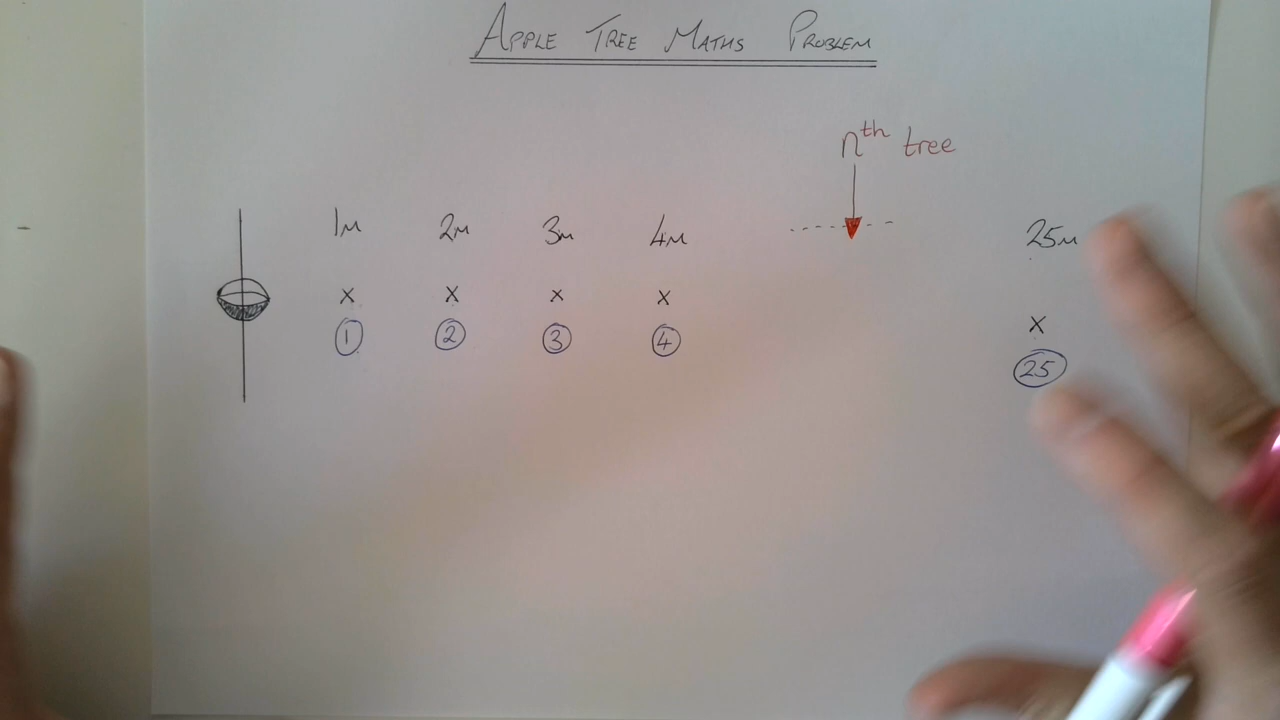 APPLE TREE MATHS PROBLEM
nth tree
1M 2M 3M 4M 25M
x x x x x
1 2 3 4 25